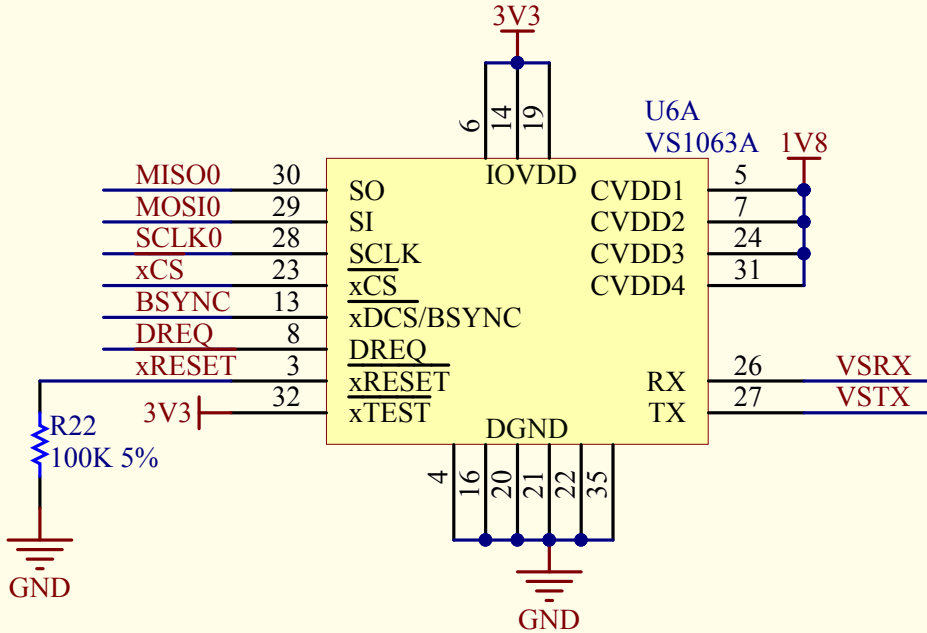 3V3
6 14 19
U6A
VS1063A
1V8
IOVDD
MISO0 30 SO CVDD1 5
MOSI0 29 SI CVDD2 7
SCLK0 28 SCLK CVDD3 24
xCS 23 xCS CVDD4 31
BSYNC 13 xDCS/BSYNC
DREQ 8 DREQ
xRESET 3 xRESET RX 26 VSRX
3V3 32 xTEST TX 27 VSTX
R22
100K 5%
DGND
4 16 20 21 22 35
GND
GND